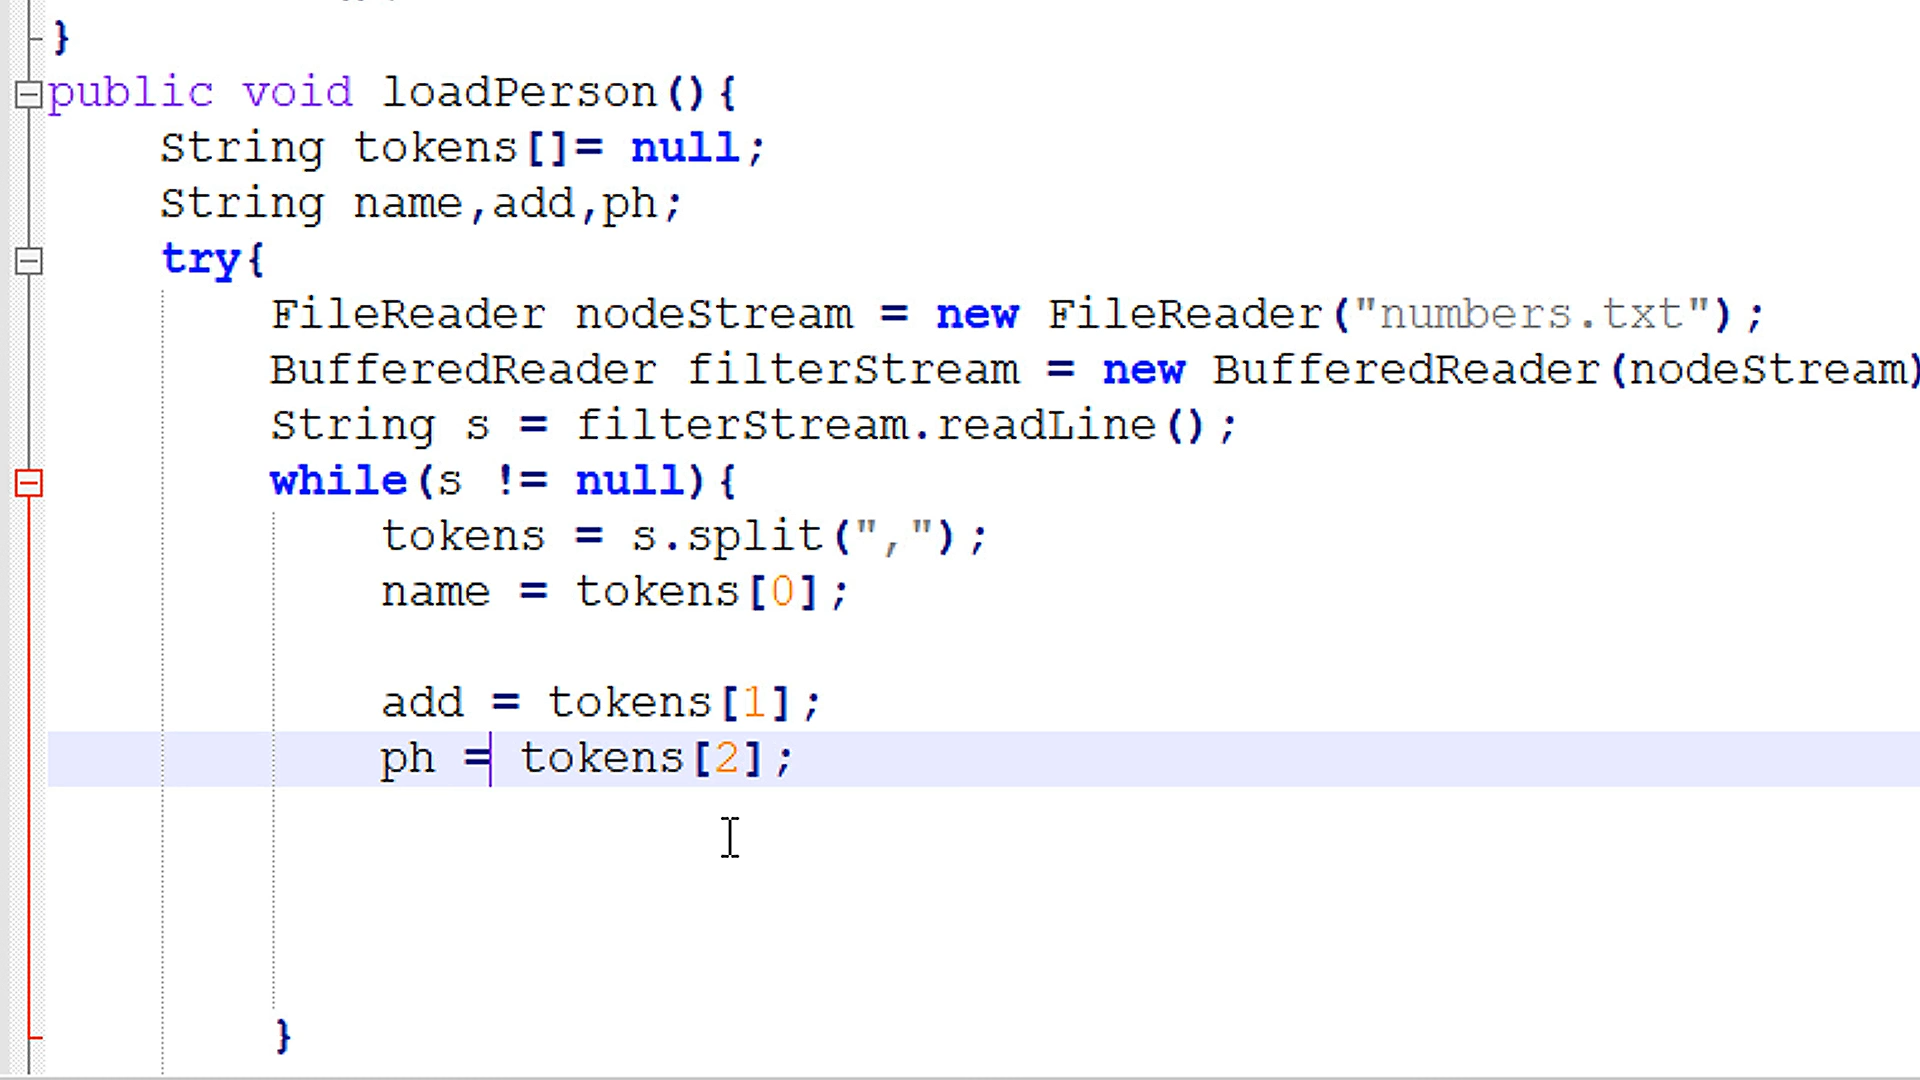 }
public void loadPerson(){
String tokens[]= null;
String name,add,ph;
try{
FileReader nodeStream = new FileReader("numbers.txt");
BufferedReader filterStream = new BufferedReader(nodeStream)
String s = filterStream.readLine();
while(s != null){
tokens = s.split(",");
name = tokens[0];
add = tokens[1];
ph = tokens[2];
}